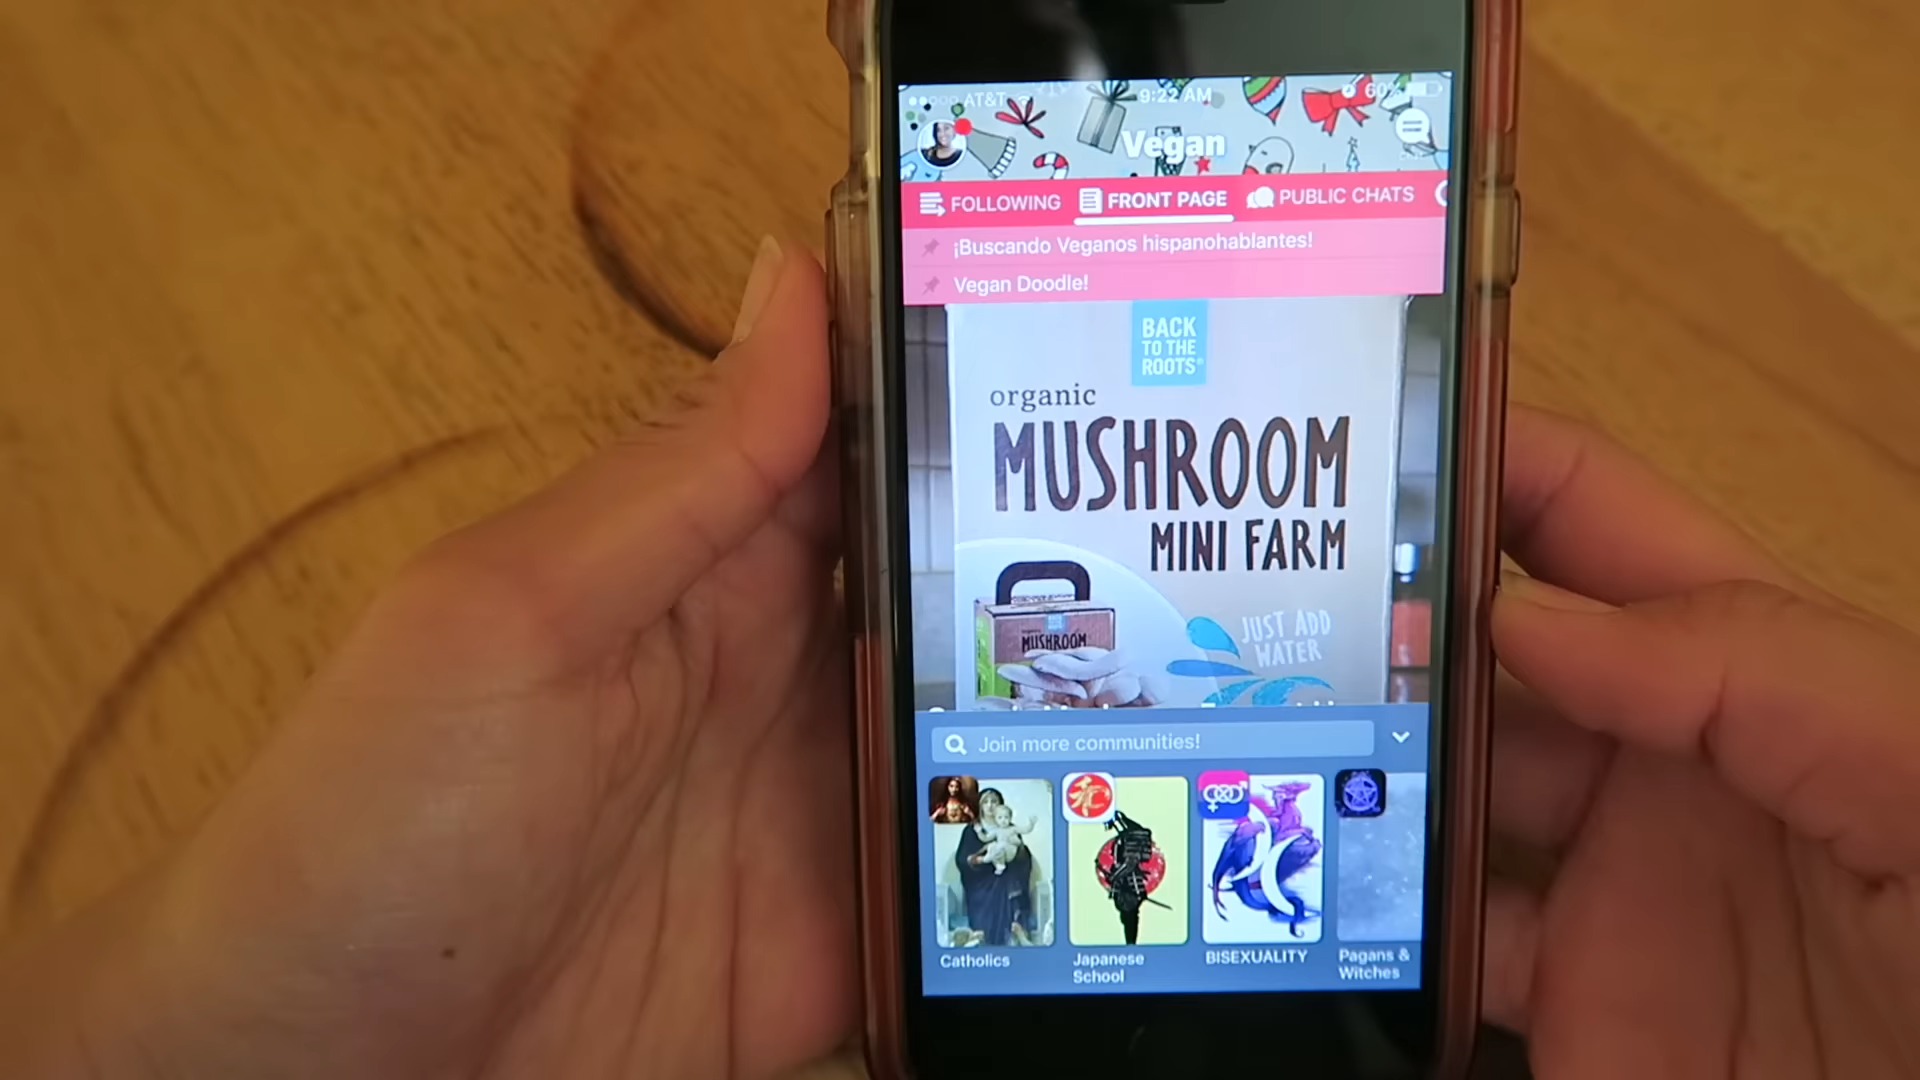 AT&T 9:22 AM 60%
Vegan
FOLLOWING FRONT PAGE PUBLIC CHATS
¡Buscando Veganos hispanohablantes!
Vegan Doodle!
BACK
TO THE
ROOTS®
organic
MUSHROOM
MINI FARM
MUSHROOM
JUST ADD
WATER
Join more communities!
Catholics
Japanese
School
BISEXUALITY
Pagans &
Witches